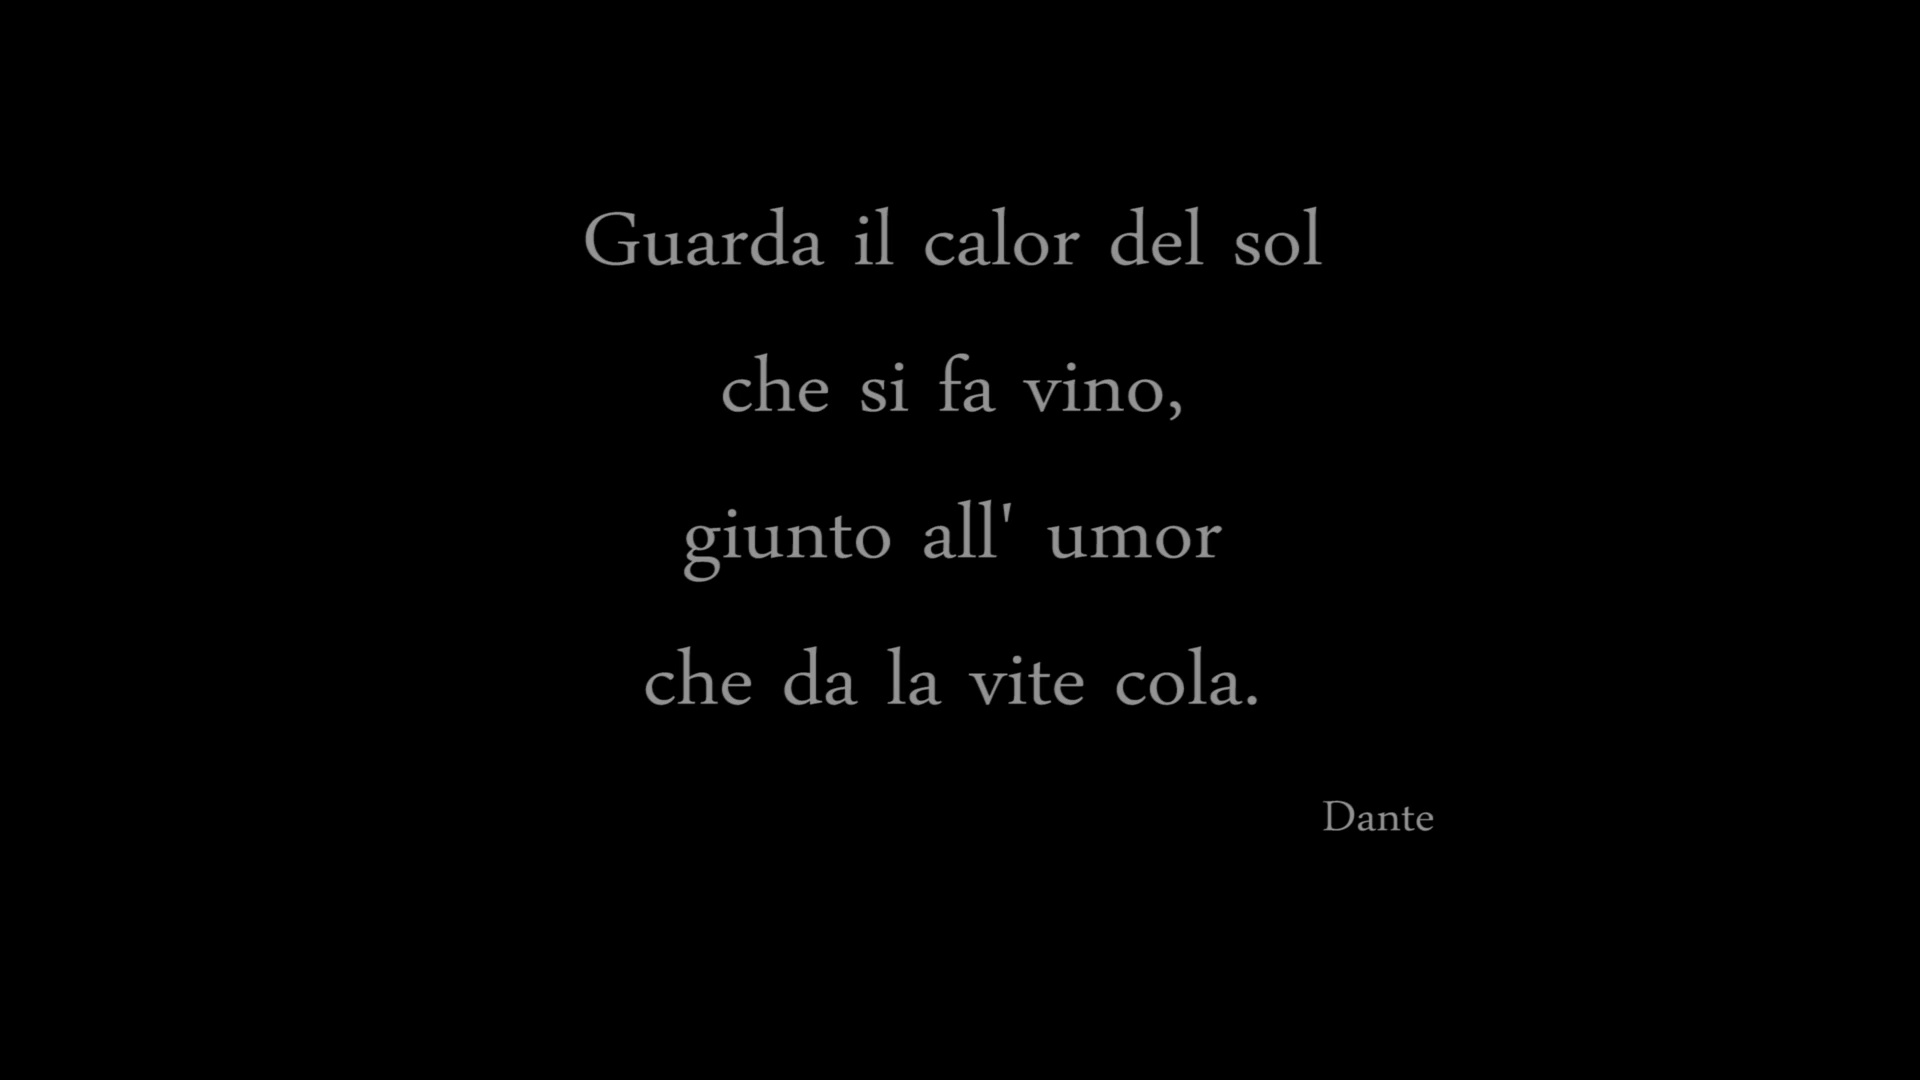 Guarda il calor del sol
che si fa vino,
giunto all' umor
che da la vite cola.
Dante